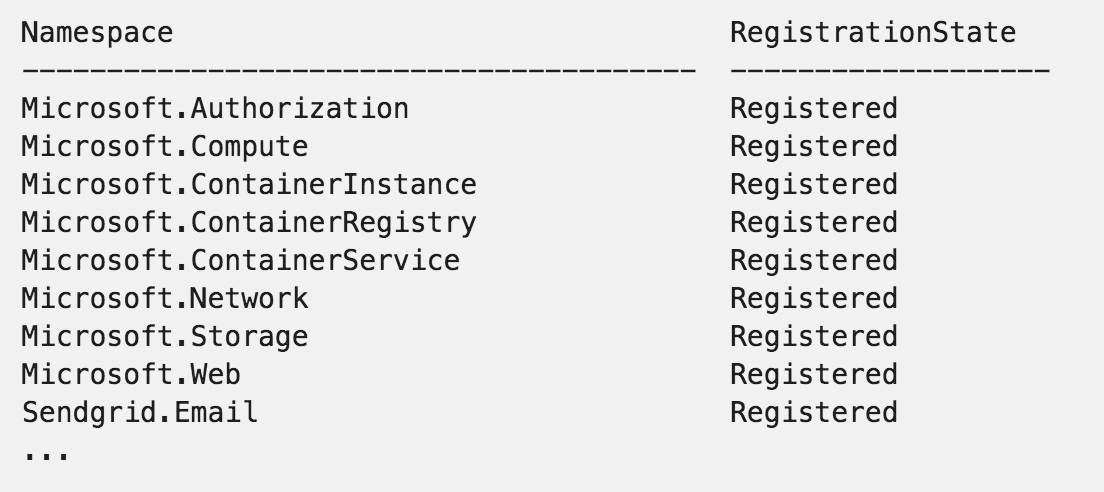 Namespace RegistrationState
---------------------------------------- -------------------
Microsoft.Authorization Registered
Microsoft.Compute Registered
Microsoft.ContainerInstance Registered
Microsoft.ContainerRegistry Registered
Microsoft.ContainerService Registered
Microsoft.Network Registered
Microsoft.Storage Registered
Microsoft.Web Registered
Sendgrid.Email Registered
...